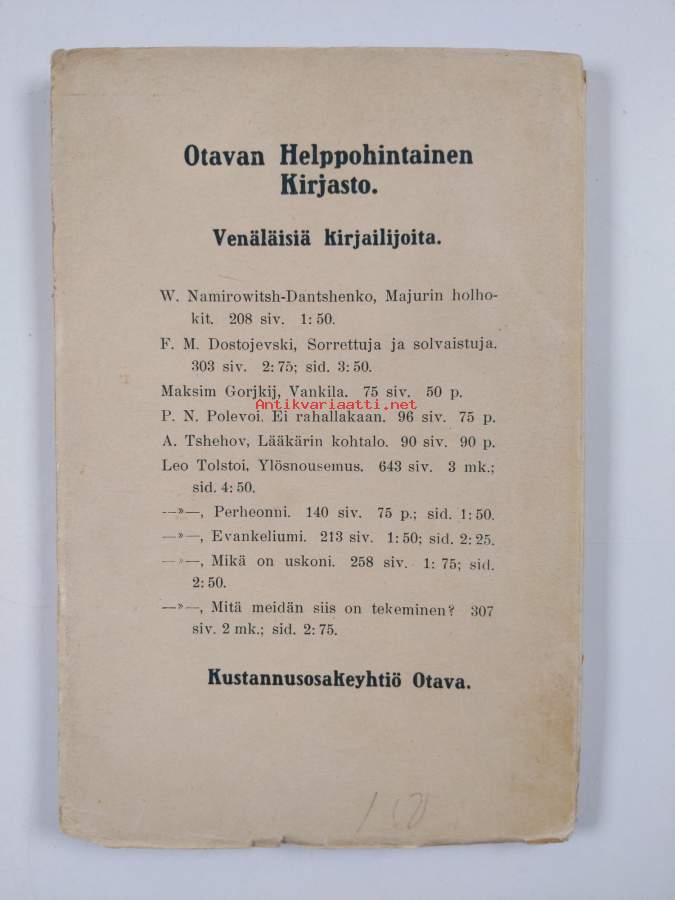 Otavan Helppohintainen
Kirjasto.
Venäläisiä kirjailijoita.
W. Namirowitsh-Dantshenko, Majurin holho-
kit. 208 siv. 1: 50.
F. M. Dostojevski, Sorrettuja ja solvaistuja.
303 siv. 2: 75; sid. 3: 50.
Maksim Gorjkij, Vankila. 75 siv. 50 p.
Antikvariaatti.net
P. N. Polevoi, Ei rahallakaan. 96 siv. 75 p.
A. Tshehov, Lääkärin kohtalo. 90 siv. 90 p.
Leo Tolstoi, Ylösnousemus. 643 siv. 3 mk.;
sid. 4: 50.
—»—, Perheonni. 140 siv. 75 p.; sid. 1: 50.
—»—, Evankeliumi. 213 siv. 1: 50; sid. 2: 25.
—»—, Mikä on uskoni. 258 siv. 1: 75; sid.
2: 50.
—»—, Mitä meidän siis on tekeminen? 307
siv. 2 mk.; sid. 2: 75.
Kustannusosakeyhtiö Otava.